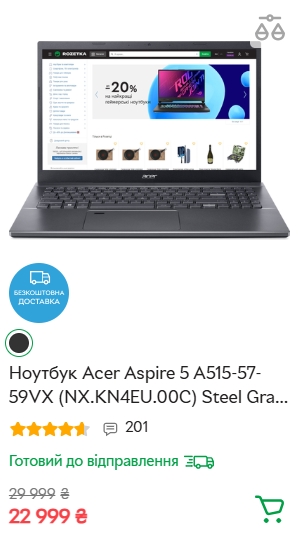 ROZETKA
ДО 20%
на найкращі
геймерські ноутбуки
acer
БЕЗКОШТОВНА
ДОСТАВКА
Ноутбук Acer Aspire 5 A515-57-
59VX (NX.KN4EU.00C) Steel Gra...
201
Готовий до відправлення
29 999 ₴
22 999 ₴